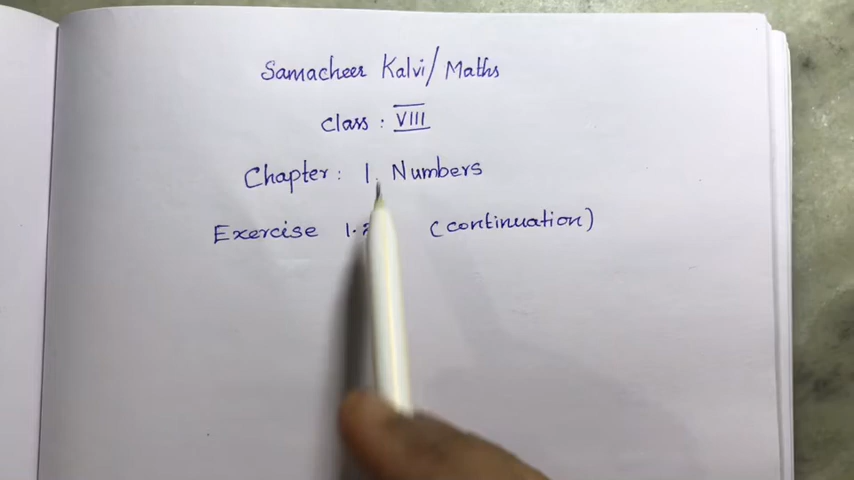 Samacheer Kalvi/Maths
Class : VIII
Chapter: 1. Numbers
Exercise (continuation)